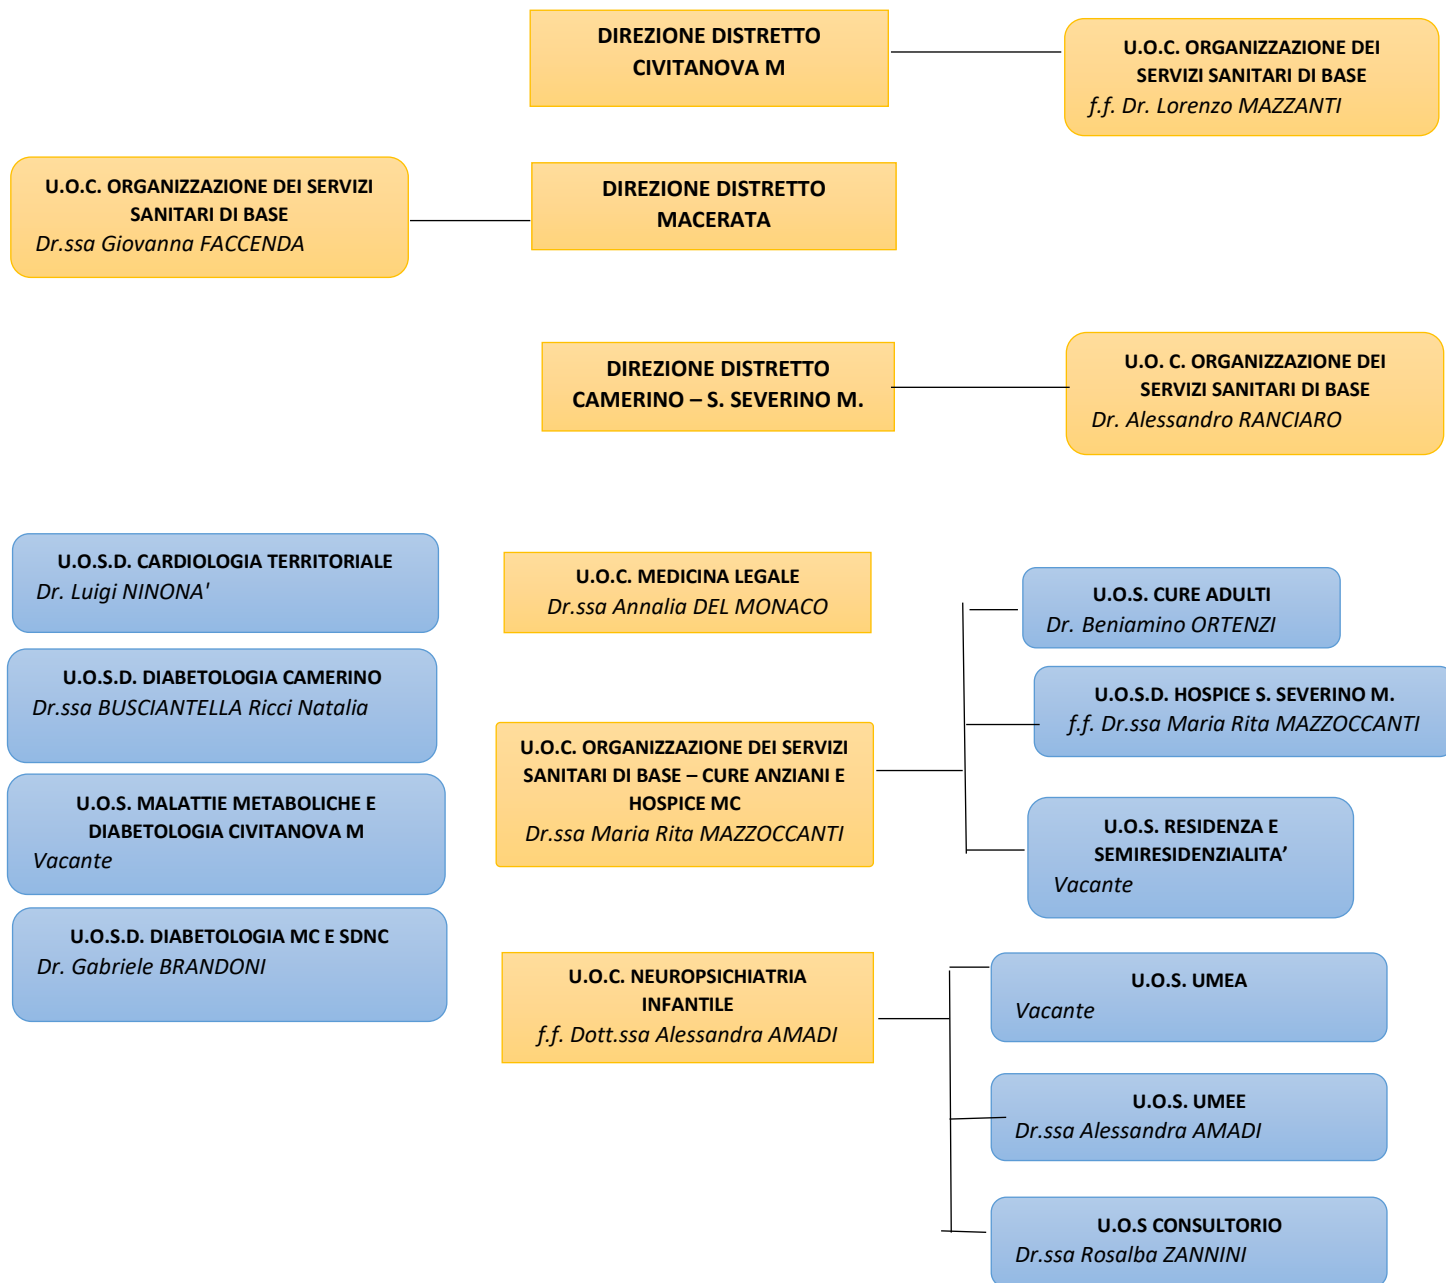 DIREZIONE DISTRETTO
CIVITANOVA M
U.O.C. ORGANIZZAZIONE DEI
SERVIZI SANITARI DI BASE
f.f. Dr. Lorenzo MAZZANTI
U.O.C. ORGANIZZAZIONE DEI SERVIZI
SANITARI DI BASE
Dr.ssa Giovanna FACCENDA
DIREZIONE DISTRETTO
MACERATA
DIREZIONE DISTRETTO
CAMERINO – S. SEVERINO M.
U.O. C. ORGANIZZAZIONE DEI
SERVIZI SANITARI DI BASE
Dr. Alessandro RANCIARO
U.O.S.D. CARDIOLOGIA TERRITORIALE
Dr. Luigi NINONA'
U.O.S.D. DIABETOLOGIA CAMERINO
Dr.ssa BUSCIANTELLA Ricci Natalia
U.O.S. MALATTIE METABOLICHE E
DIABETOLOGIA CIVITANOVA M
Vacante
U.O.S.D. DIABETOLOGIA MC E SDNC
Dr. Gabriele BRANDONI
U.O.C. MEDICINA LEGALE
Dr.ssa Annalia DEL MONACO
U.O.C. ORGANIZZAZIONE DEI SERVIZI
SANITARI DI BASE – CURE ANZIANI E
HOSPICE MC
Dr.ssa Maria Rita MAZZOCCANTI
U.O.S. CURE ADULTI
Dr. Beniamino ORTENZI
U.O.S.D. HOSPICE S. SEVERINO M.
f.f. Dr.ssa Maria Rita MAZZOCCANTI
U.O.S. RESIDENZA E
SEMIRESIDENZIALITA’
Vacante
U.O.C. NEUROPSICHIATRIA
INFANTILE
f.f. Dott.ssa Alessandra AMADI
U.O.S. UMEA
Vacante
U.O.S. UMEE
Dr.ssa Alessandra AMADI
U.O.S CONSULTORIO
Dr.ssa Rosalba ZANNINI